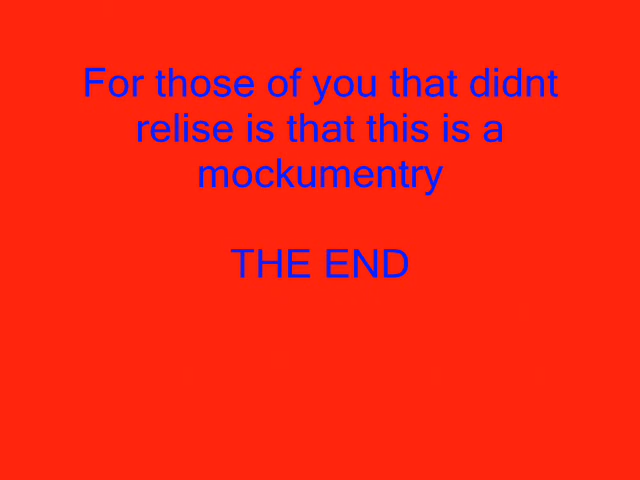 For those of you that didnt
relise is that this is a
mockumentry
THE END